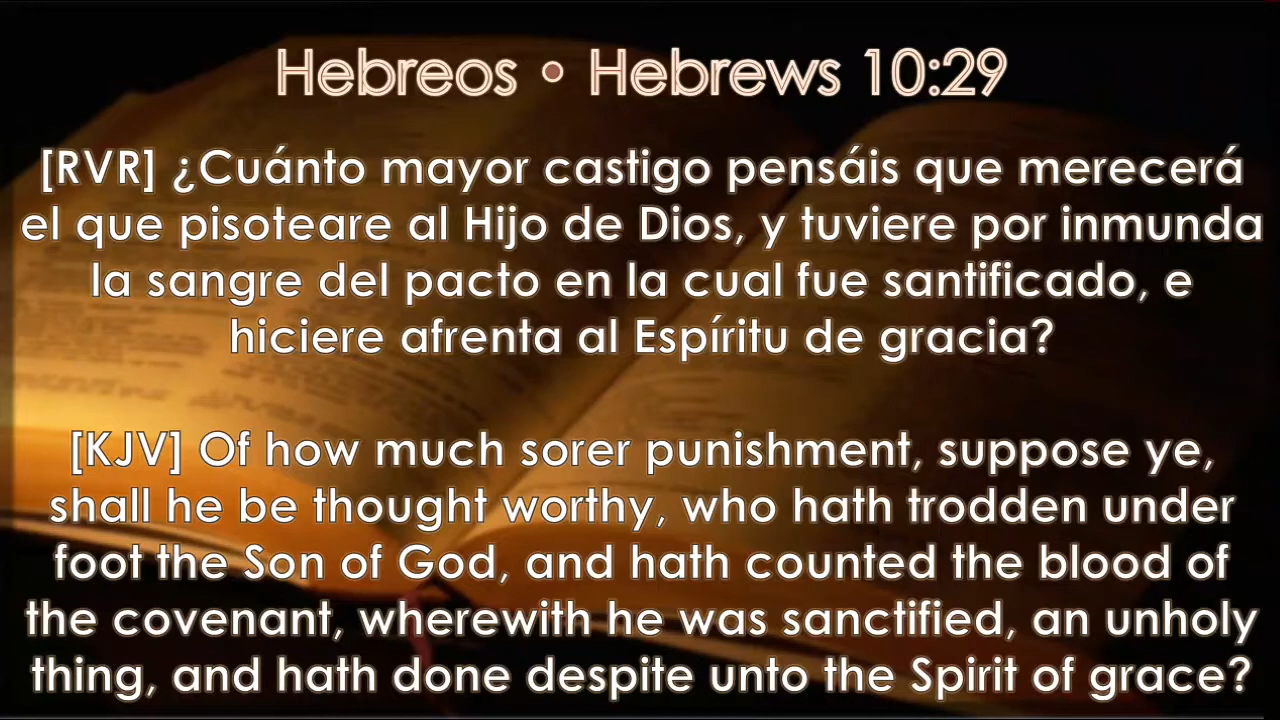 Hebreos • Hebrews 10:29
[RVR] ¿Cuánto mayor castigo pensáis que merecerá
el que pisoteare al Hijo de Dios, y tuviere por inmunda
la sangre del pacto en la cual fue santificado, e
hiciere afrenta al Espíritu de gracia?
[KJV] Of how much sorer punishment, suppose ye,
shall he be thought worthy, who hath trodden under
foot the Son of God, and hath counted the blood of
the covenant, wherewith he was sanctified, an unholy
thing, and hath done despite unto the Spirit of grace?